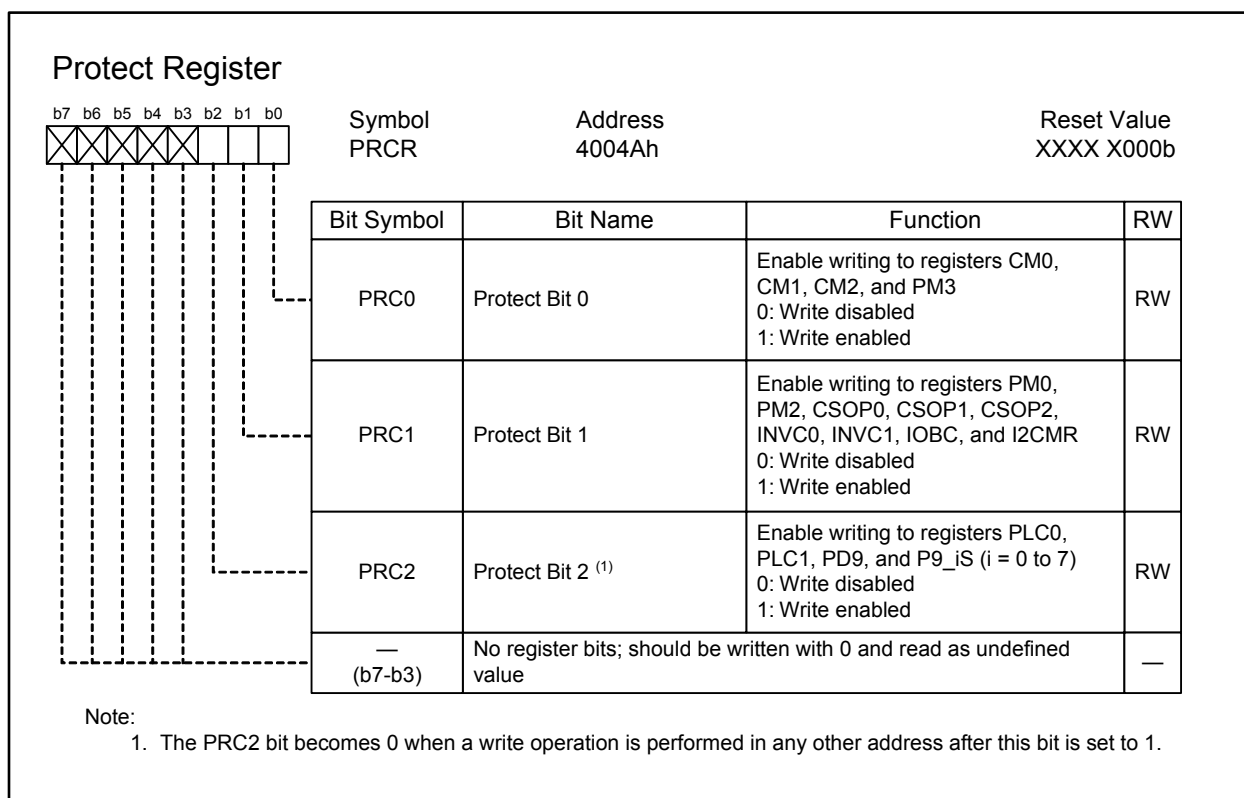 Protect Register
b7 b6 b5 b4 b3 b2 b1 b0
Symbol Address Reset Value
PRCR 4004Ah XXXX X000b
Bit Symbol Bit Name Function RW
PRC0 Protect Bit 0 Enable writing to registers CM0,
CM1, CM2, and PM3
0: Write disabled
1: Write enabled RW
PRC1 Protect Bit 1 Enable writing to registers PM0,
PM2, CSOP0, CSOP1, CSOP2,
INVC0, INVC1, IOBC, and I2CMR
0: Write disabled
1: Write enabled RW
PRC2 Protect Bit 2 (1) Enable writing to registers PLC0,
PLC1, PD9, and P9_iS (i = 0 to 7)
0: Write disabled
1: Write enabled RW
—
(b7-b3) No register bits; should be written with 0 and read as undefined
value —
Note:
1. The PRC2 bit becomes 0 when a write operation is performed in any other address after this bit is set to 1.